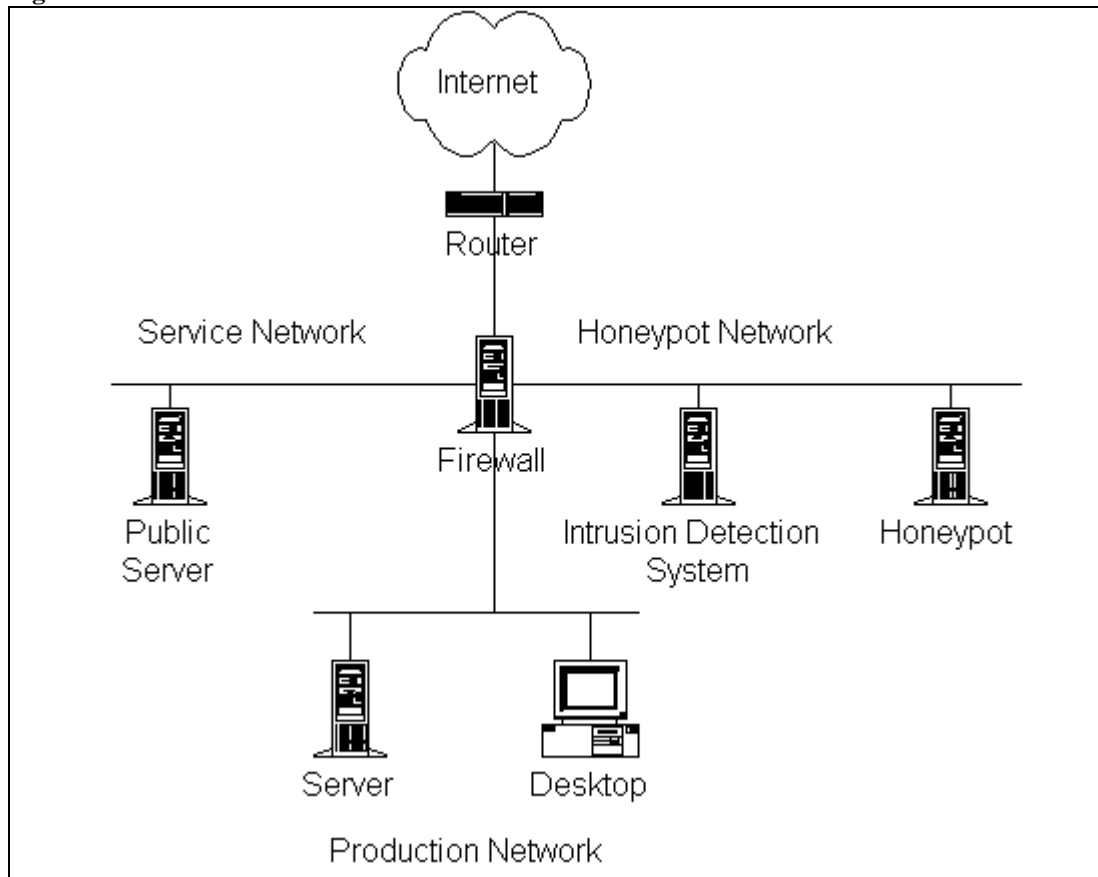 Internet
Router
Service Network
Honeypot Network
Firewall
Public
Server
Intrusion Detection
System
Honeypot
Server
Desktop
Production Network